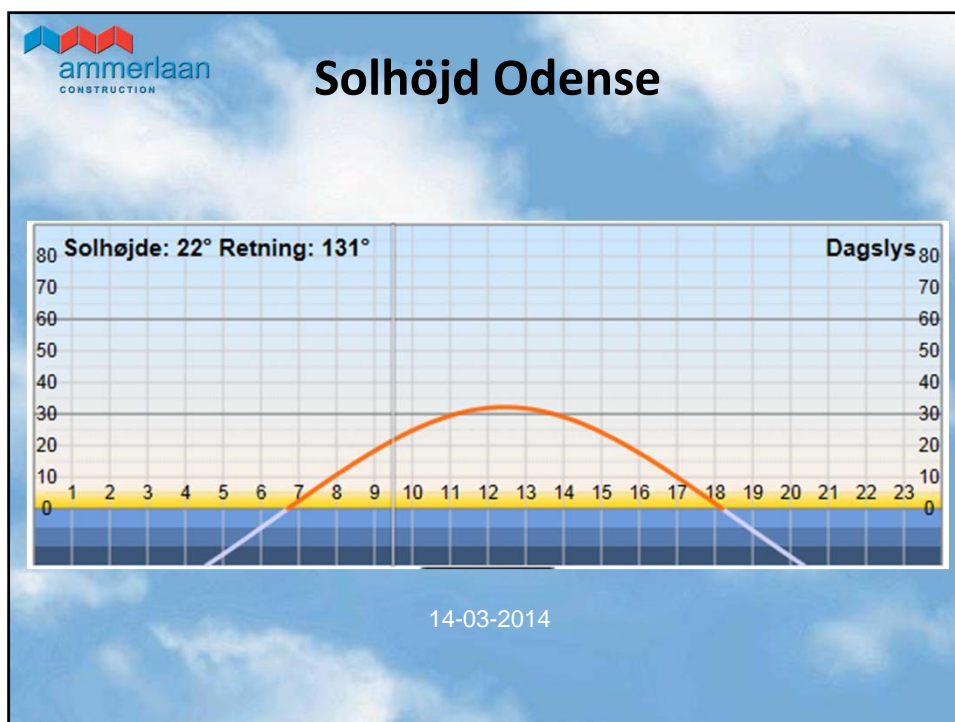 ammerlaan
CONSTRUCTION
Solhöjd Odense
Solhøjde: 22° Retning: 131°
Dagslys
80 80
70 70
60 60
50 50
40 40
30 30
20 20
10 10
1 2 3 4 5 6 7 8 9 10 11 12 13 14 15 16 17 18 19 20 21 22 23
0 0
14-03-2014